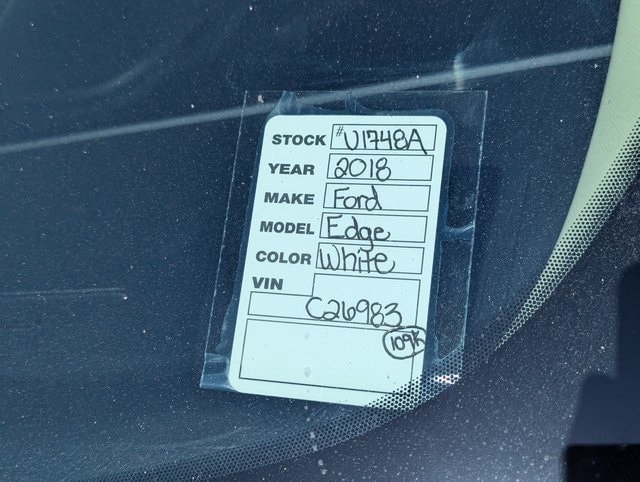 STOCK #U1748A
YEAR 2018
MAKE Ford
MODEL Edge
COLOR White
VIN
C26983
109K